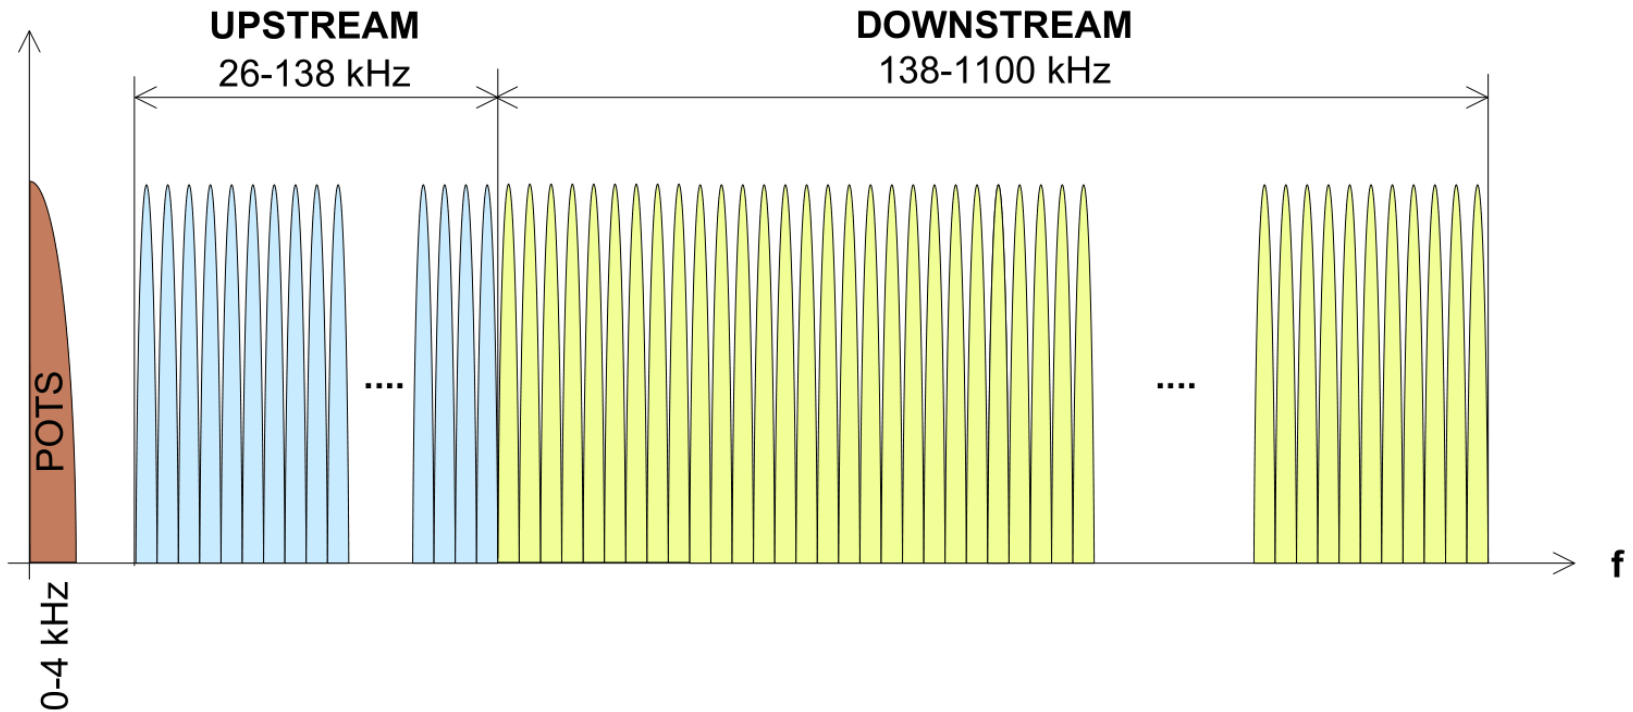 UPSTREAM
26-138 kHz
DOWNSTREAM
138-1100 kHz
POTS
....
....
f
0-4 kHz